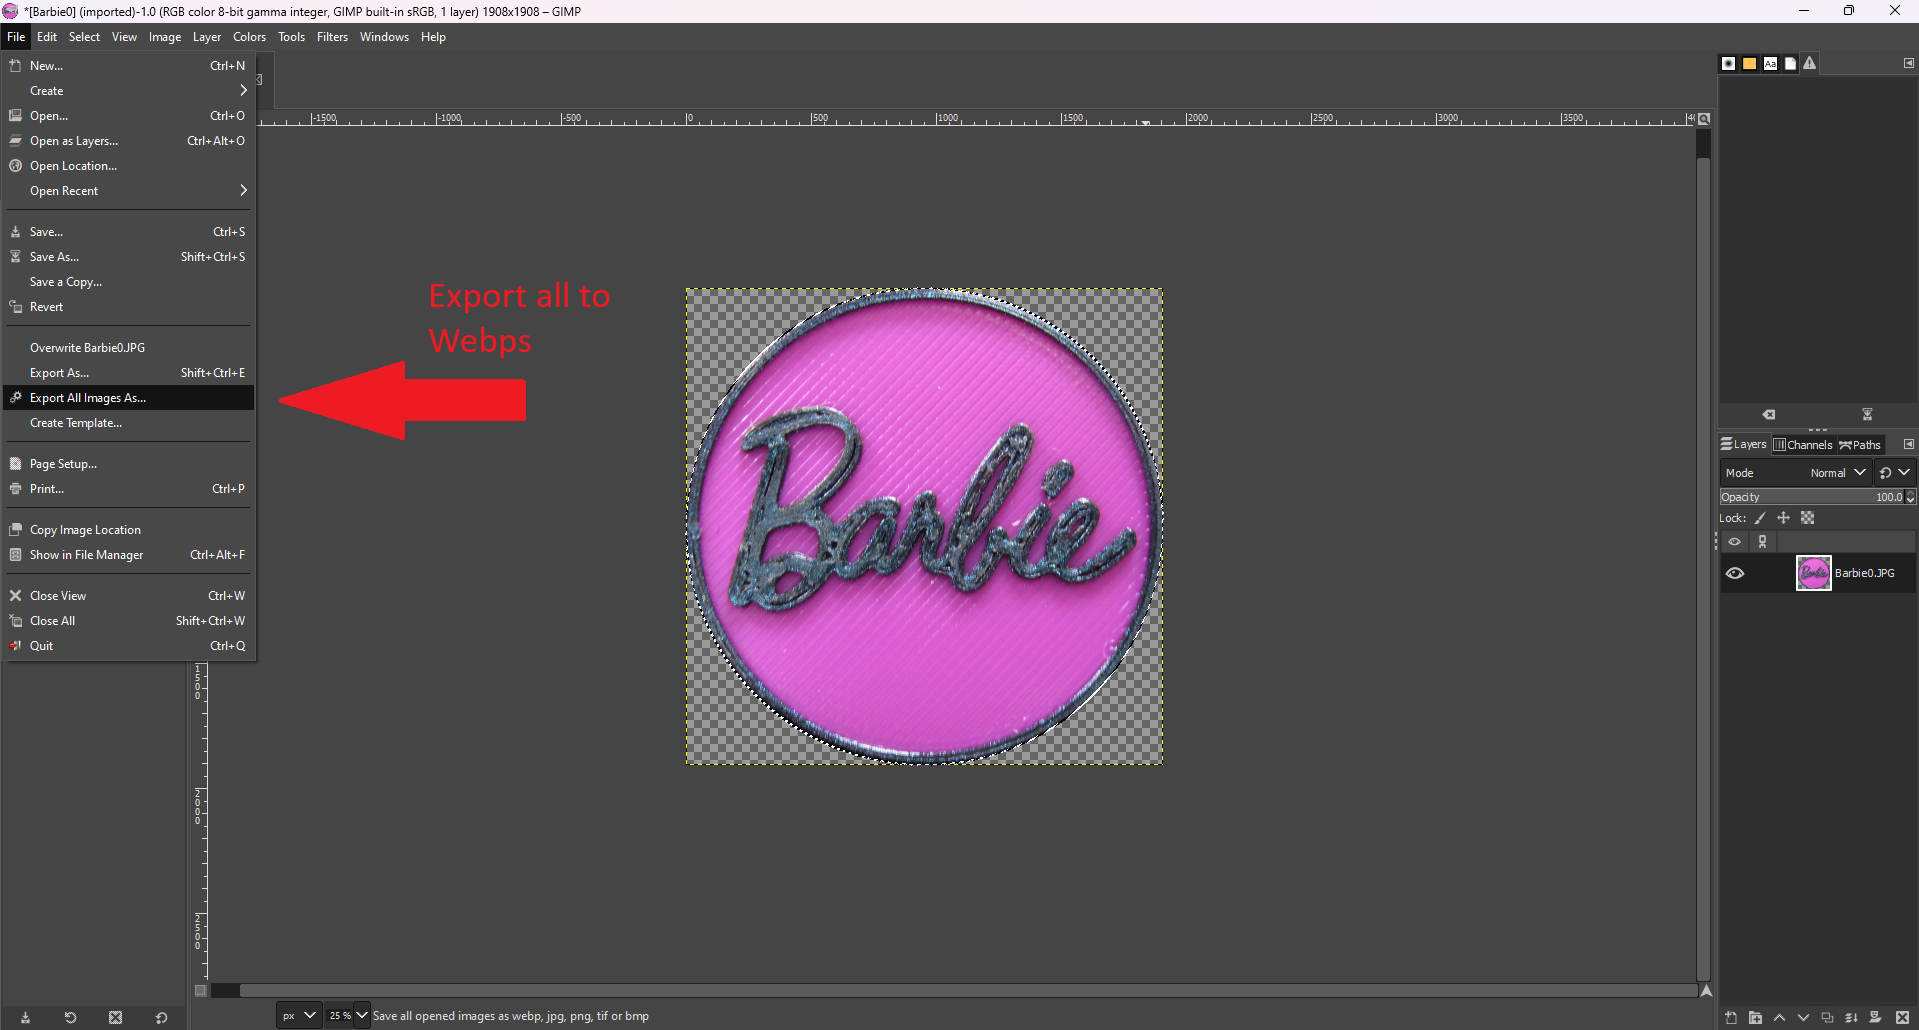 *[Barbie0] (imported)-1.0 (RGB color 8-bit gamma integer, GIMP built-in sRGB, 1 layer) 1908x1908 – GIMP
File Edit Select View Image Layer Colors Tools Filters Windows Help
New... Ctrl+N
Create
Open... Ctrl+O
Open as Layers... Ctrl+Alt+O
Open Location...
Open Recent
Save... Ctrl+S
Save As... Shift+Ctrl+S
Save a Copy...
Revert
Overwrite Barbie0.JPG
Export As... Shift+Ctrl+E
Export All Images As...
Create Template...
Page Setup...
Print... Ctrl+P
Copy Image Location
Show in File Manager Ctrl+Alt+F
Close View Ctrl+W
Close All Shift+Ctrl+W
Quit Ctrl+Q
-1500 -1000 -500 0 500 1000 1500 2000 2500 3000 3500
1500
2000
2500
Export all to
Webps
Barbie
Aa
Layers Channels Paths
Mode Normal
Opacity 100.0
Lock:
Barbie0.JPG
px 25 % Save all opened images as webp, jpg, png, tif or bmp